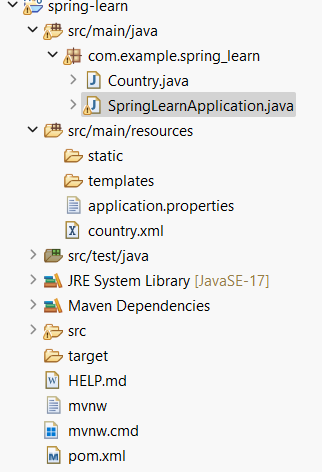 spring-learn
src/main/java
com.example.spring_learn
Country.java
SpringLearnApplication.java
src/main/resources
static
templates
application.properties
country.xml
src/test/java
JRE System Library [JavaSE-17]
Maven Dependencies
src
target
HELP.md
mvnw
mvnw.cmd
pom.xml